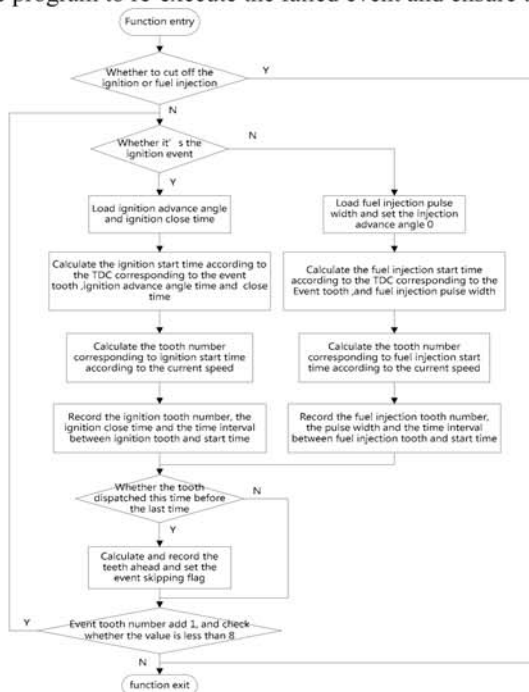 program to re-execute the failed event and ensure
Function entry
Whether to cut off the
ignition or fuel injection
Y
N
Whether it's the
ignition event
N
Y
Load ignition advance angle
and ignition close time
Load fuel injection pulse
width and set the injection
advance angle 0
Calculate the ignition start time according to
the TDC corresponding to the event
tooth ,ignition advance angle time and close
time
Calculate the fuel injection start time
according to the TDC corresponding to the
Event tooth ,and fuel injection pulse width
Calculate the tooth number
corresponding to ignition start time
according to the current speed
Calculate the tooth number
corresponding to fuel injection start
time according to the current speed
Record the ignition tooth number, the
ignition close time and the time interval
between ignition tooth and start time
Record the fuel injection tooth number,
the pulse width and the time interval
between fuel injection tooth and start time
Whether the tooth
dispatched this time before
the last time
N
Y
Calculate and record the
teeth ahead and set the
event skipping flag
Y
Event tooth number add 1, and check
whether the value is less than 8
N
function exit